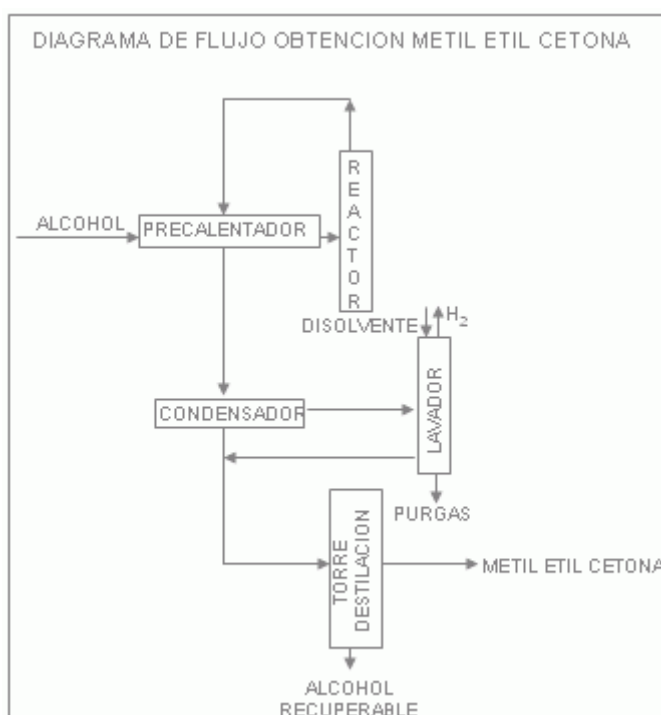 DIAGRAMA DE FLUJO OBTENCION METIL ETIL CETONA
REACTOR
ALCOHOL
PRECALENTADOR
DISOLVENTE
H₂
LAVADOR
CONDENSADOR
PURGAS
TORRE
DESTILACION
METIL ETIL CETONA
ALCOHOL
RECUPERABLE